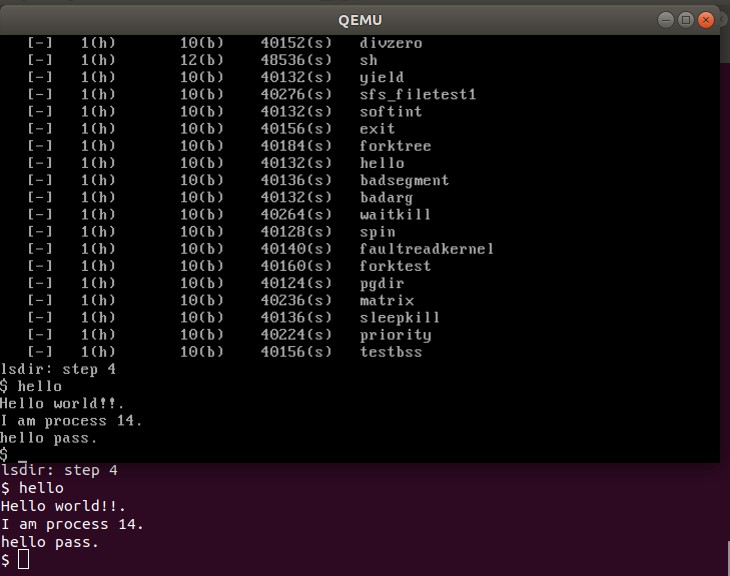 QEMU
[-] 1(h) 10(b) 40152(s) divzero
[-] 1(h) 12(b) 48536(s) sh
[-] 1(h) 10(b) 40132(s) yield
[-] 1(h) 10(b) 40276(s) sfs_filetest1
[-] 1(h) 10(b) 40132(s) softint
[-] 1(h) 10(b) 40156(s) exit
[-] 1(h) 10(b) 40184(s) forktree
[-] 1(h) 10(b) 40132(s) hello
[-] 1(h) 10(b) 40136(s) badsegment
[-] 1(h) 10(b) 40132(s) badarg
[-] 1(h) 10(b) 40264(s) waitkill
[-] 1(h) 10(b) 40128(s) spin
[-] 1(h) 10(b) 40140(s) faultreadkernel
[-] 1(h) 10(b) 40160(s) forktest
[-] 1(h) 10(b) 40124(s) pgdir
[-] 1(h) 10(b) 40236(s) matrix
[-] 1(h) 10(b) 40136(s) sleepkill
[-] 1(h) 10(b) 40224(s) priority
[-] 1(h) 10(b) 40156(s) testbss
lsdir: step 4
$ hello
Hello world!!.
I am process 14.
hello pass.
$ _
lsdir: step 4
$ hello
Hello world!!.
I am process 14.
hello pass.
$